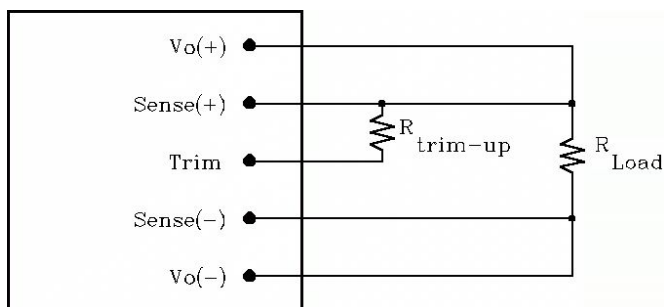 Vo(+)
Sense(+)
R
trim-up
Trim
R
Load
Sense(-)
Vo(-)